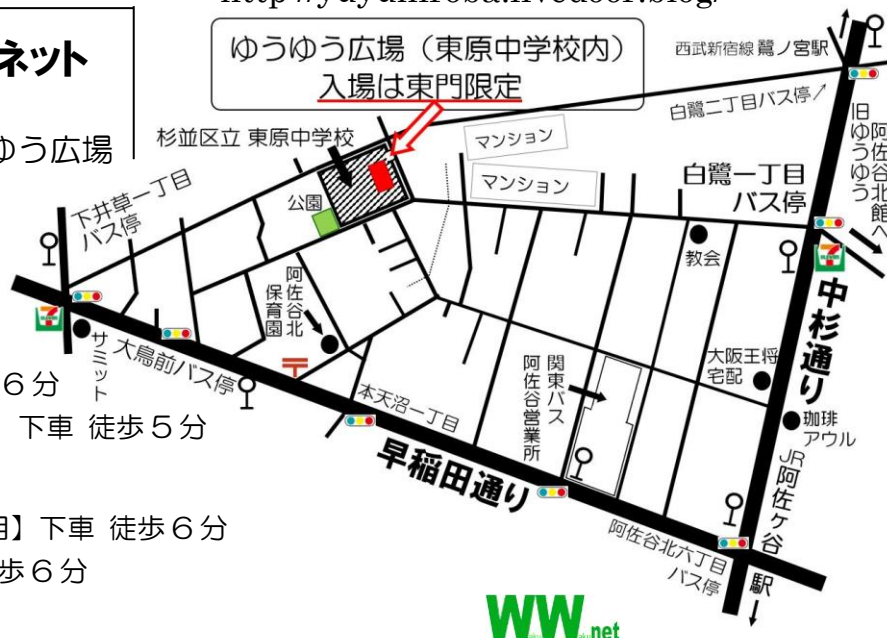 http://yuyuhiroba.livedoor.blog/
ネット
ゆう広場
ゆうゆう広場（東原中学校内）
入場は東門限定
西武新宿線 鷺ノ宮駅
白鷺二丁目バス停
旧阿佐谷北館へ
ゆうゆう
杉並区立 東原中学校
マンション
マンション
白鷺一丁目
バス停
下井草一丁目
バス停
公園
教会
阿佐谷北
保育園
中杉通り
サミット
大鳥前バス停
本天沼一丁目
関東バス
阿佐谷営業所
大阪王将
宅配
珈琲
アウル
６分
下車 徒歩５分
早稲田通り
JR阿佐ヶ谷駅
目】下車 徒歩６分
歩６分
阿佐谷北六丁目
バス停
WW.net